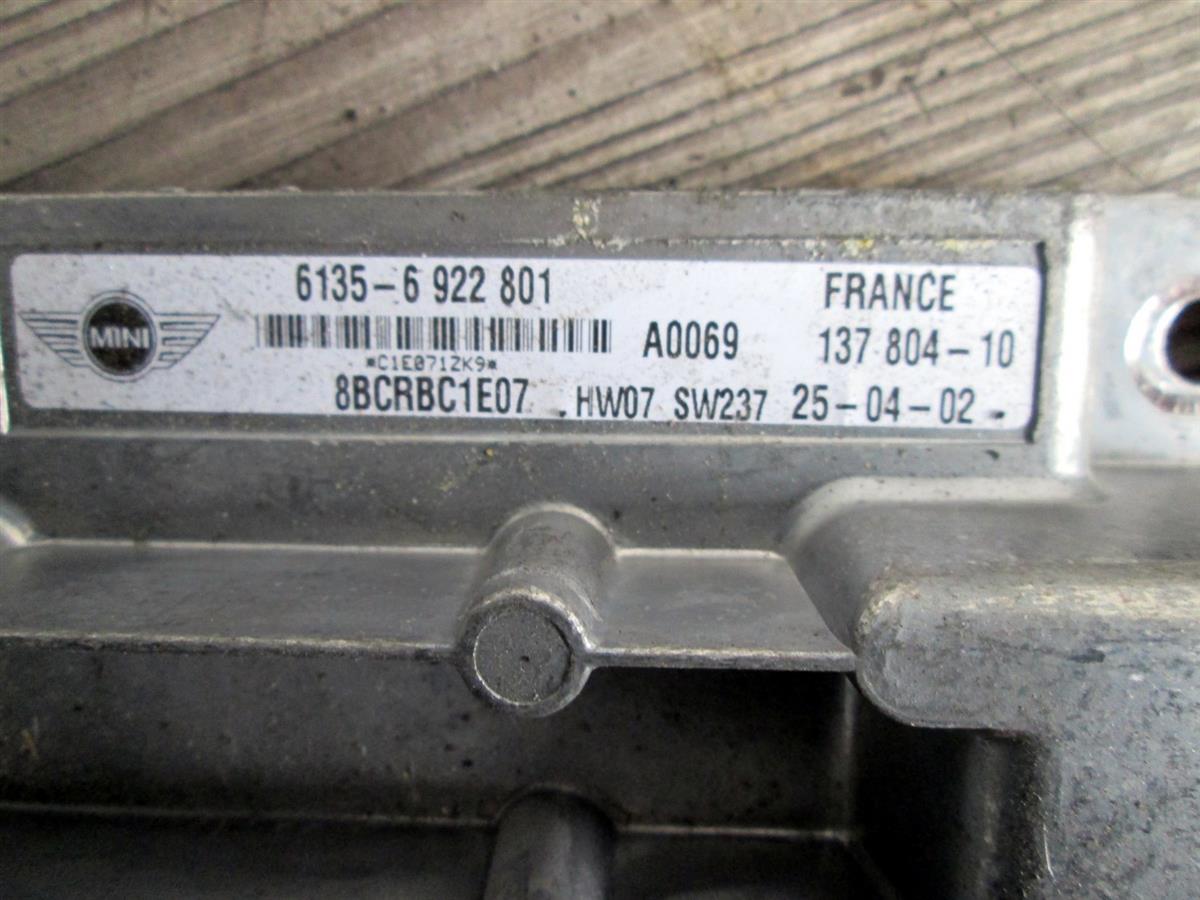 6135-6 922 801 FRANCE
MINI A0069 137 804-10
*C1E071ZK9*
8BCRBC1E07 HW07 SW237 25-04-02